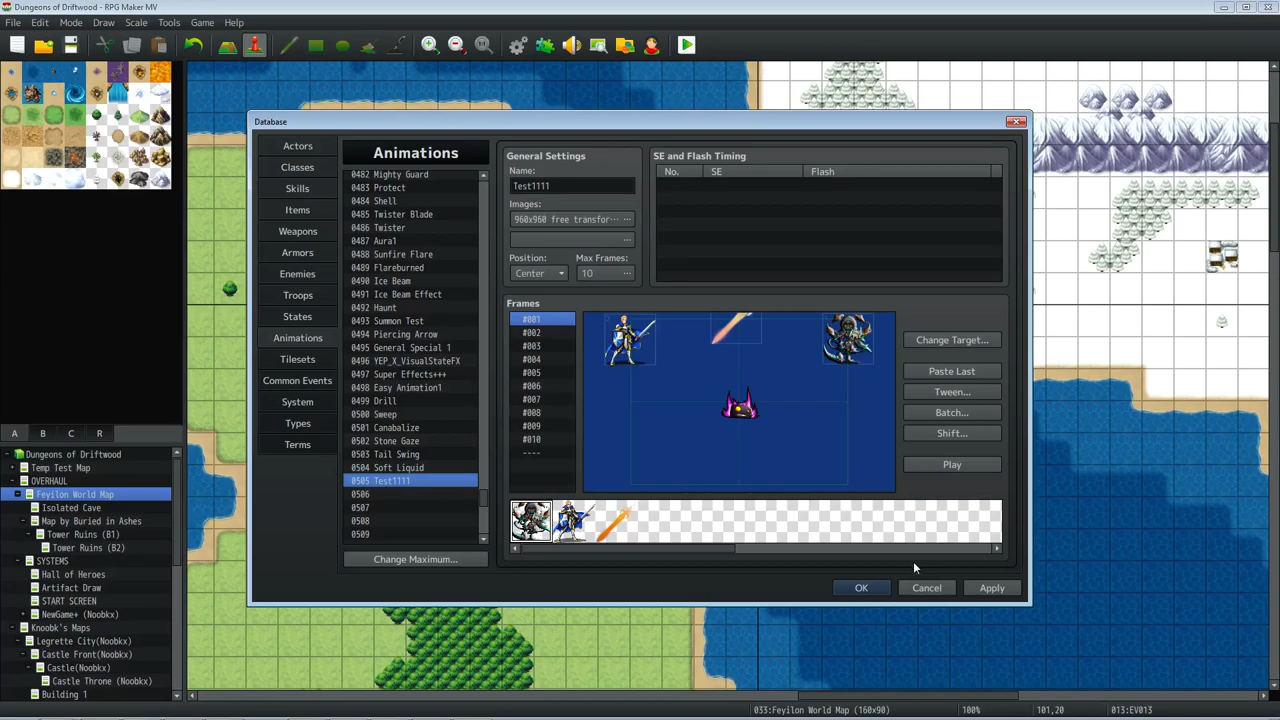 Dungeons of Driftwood - RPG Maker MV
File Edit Mode Draw Scale Tools Game Help
Database
Actors
Classes
Skills
Items
Weapons
Armors
Enemies
Troops
States
Animations
Tilesets
Common Events
System
Types
Terms
Animations
0482 Mighty Guard
0483 Protect
0484 Shell
0485 Twister Blade
0486 Twister
0487 Aura1
0488 Sunfire Flare
0489 Flareburned
0490 Ice Beam
0491 Ice Beam Effect
0492 Haunt
0493 Summon Test
0494 Piercing Arrow
0495 General Special 1
0496 YEP_X_VisualStateFX
0497 Super Effects+++
0498 Easy Animation1
0499 Drill
0500 Sweep
0501 Canabalize
0502 Stone Gaze
0503 Tail Swing
0504 Soft Liquid
0505 Test1111
0506
0507
0508
0509
Change Maximum...
General Settings
Name:
Test1111
Images:
960x960 free transfor··· ...
...
Position: Max Frames:
Center 10 ...
SE and Flash Timing
No. SE Flash
Frames
#001
#002
#003
#004
#005
#006
#007
#008
#009
#010
----
Change Target...
Paste Last
Tween...
Batch...
Shift...
Play
OK Cancel Apply
A B C R
Dungeons of Driftwood
Temp Test Map
OVERHAUL
Feyilon World Map
Isolated Cave
Map by Buried in Ashes
Tower Ruins (B1)
Tower Ruins (B2)
SYSTEMS
Hall of Heroes
Artifact Draw
START SCREEN
NewGame+ (Noobkx)
Knoobk's Maps
Legrette City(Noobkx)
Castle Front(Noobkx)
Castle(Noobkx)
Castle Throne (Noobkx)
Building 1
033:Feyilon World Map (160x90) 100% 101,20 013:EV013